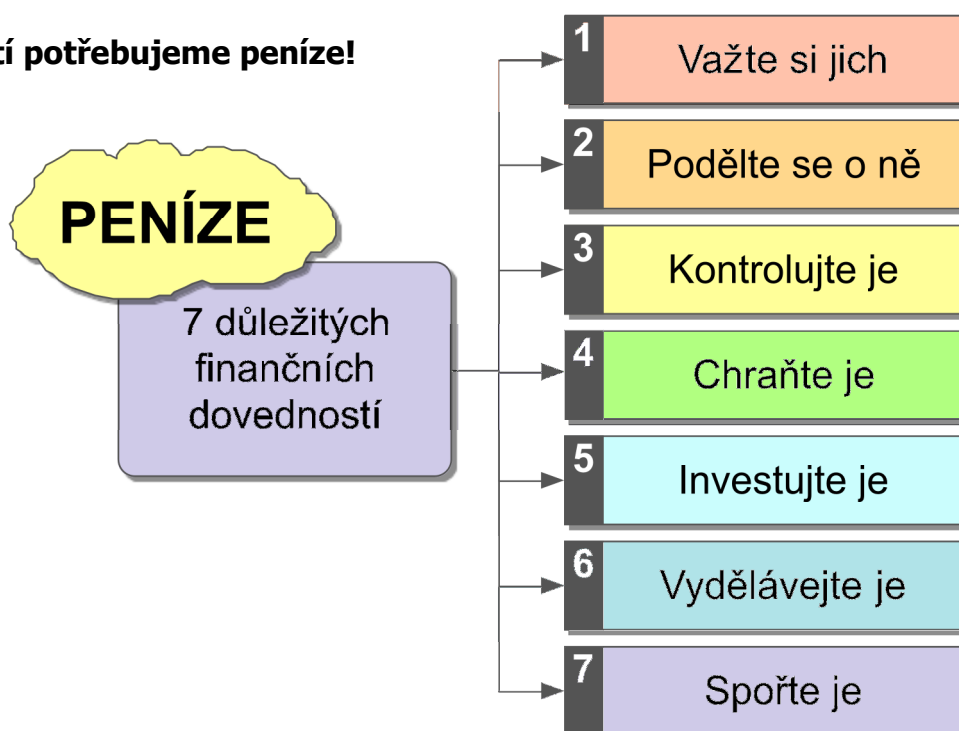 tí potřebujeme peníze!
PENÍZE
7 důležitých
finančních
dovedností
1
Važte si jich
2
Podělte se o ně
3
Kontrolujte je
4
Chraňte je
5
Investujte je
6
Vydělávejte je
7
Spořte je